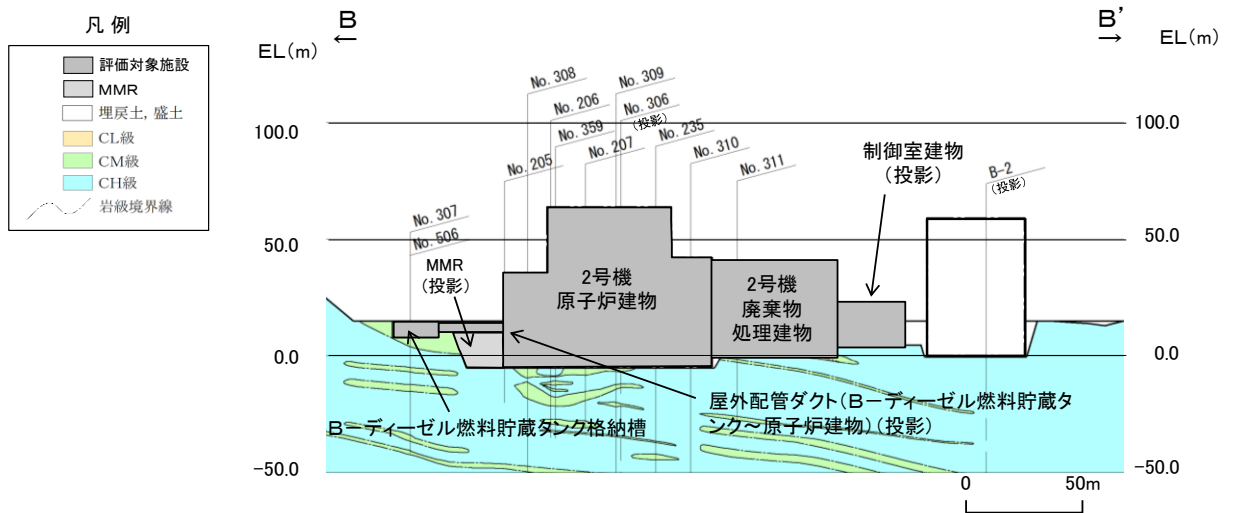 凡 例
評価対象施設
MMR
埋戻土, 盛土
CL級
CM級
CH級
岩級境界線
B
B’
EL(m)
EL(m)
100.0
50.0
0.0
-50.0
100.0
50.0
0.0
-50.0
No. 308
No. 309
No. 206
No. 306
(投影)
No. 359
No. 235
No. 207
No. 310
No. 205
No. 311
制御室建物
(投影)
B-2
(投影)
No. 307
No. 506
MMR
(投影)
2号機
原子炉建物
2号機
廃棄物
処理建物
屋外配管ダクト(B-ディーゼル燃料貯蔵タ
ンク~原子炉建物)(投影)
B-ディーゼル燃料貯蔵タンク格納槽
0
50m